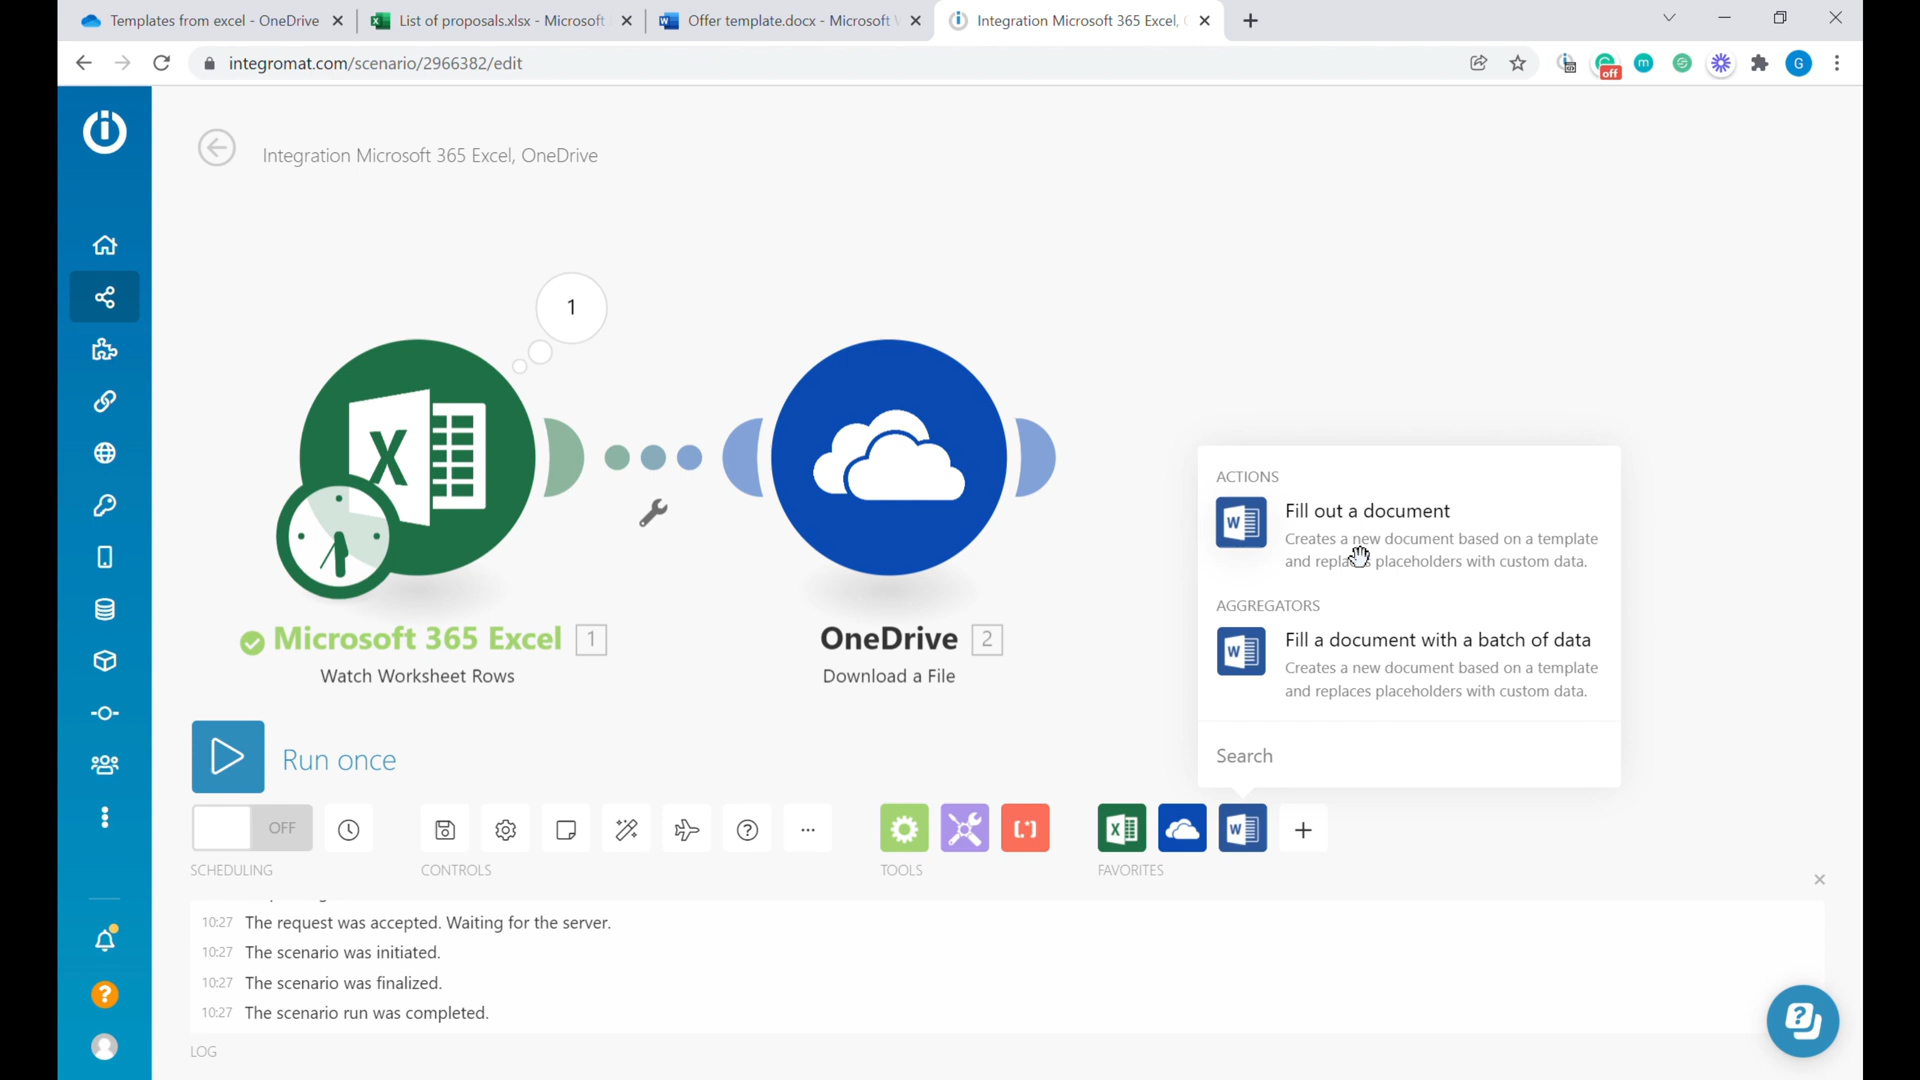 Templates from excel - OneDrive
List of proposals.xlsx - Microsoft
Offer template.docx - Microsoft
Integration Microsoft 365 Excel,
integromat.com/scenario/2966382/edit
off
G
Integration Microsoft 365 Excel, OneDrive
1
ACTIONS
Fill out a document
Creates a new document based on a template
and replaces placeholders with custom data.
AGGREGATORS
Fill a document with a batch of data
Creates a new document based on a template
and replaces placeholders with custom data.
Search
Microsoft 365 Excel 1
Watch Worksheet Rows
OneDrive 2
Download a File
Run once
OFF
SCHEDULING
CONTROLS
TOOLS
FAVORITES
10:27 The request was accepted. Waiting for the server.
10:27 The scenario was initiated.
10:27 The scenario was finalized.
10:27 The scenario run was completed.
LOG